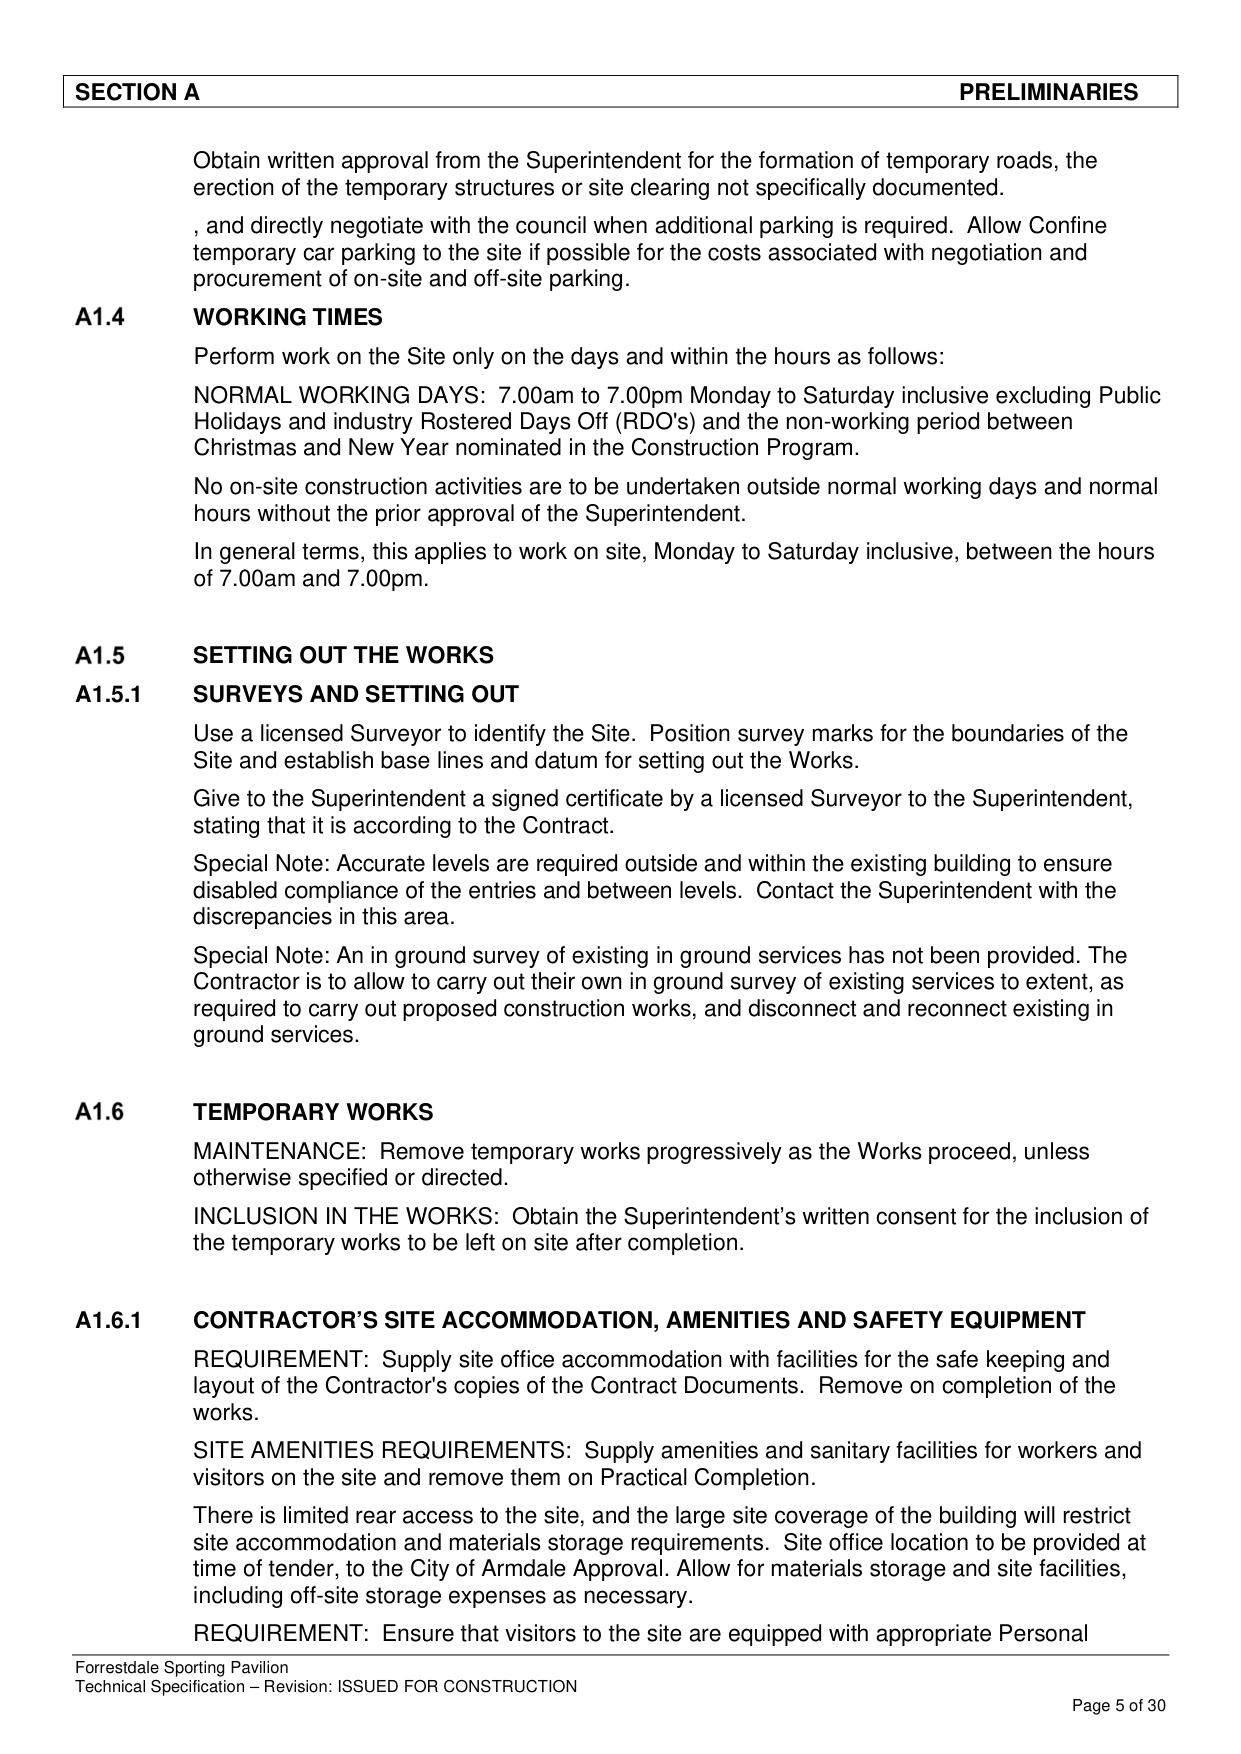 SECTION A PRELIMINARIES
Obtain written approval from the Superintendent for the formation of temporary roads, the
erection of the temporary structures or site clearing not specifically documented.
, and directly negotiate with the council when additional parking is required.  Allow Confine
temporary car parking to the site if possible for the costs associated with negotiation and
procurement of on-site and off-site parking.
A1.4 WORKING TIMES
Perform work on the Site only on the days and within the hours as follows:
NORMAL WORKING DAYS:  7.00am to 7.00pm Monday to Saturday inclusive excluding Public
Holidays and industry Rostered Days Off (RDO's) and the non-working period between
Christmas and New Year nominated in the Construction Program.
No on-site construction activities are to be undertaken outside normal working days and normal
hours without the prior approval of the Superintendent.
In general terms, this applies to work on site, Monday to Saturday inclusive, between the hours
of 7.00am and 7.00pm.
A1.5 SETTING OUT THE WORKS
A1.5.1 SURVEYS AND SETTING OUT
Use a licensed Surveyor to identify the Site.  Position survey marks for the boundaries of the
Site and establish base lines and datum for setting out the Works.
Give to the Superintendent a signed certificate by a licensed Surveyor to the Superintendent,
stating that it is according to the Contract.
Special Note: Accurate levels are required outside and within the existing building to ensure
disabled compliance of the entries and between levels.  Contact the Superintendent with the
discrepancies in this area.
Special Note: An in ground survey of existing in ground services has not been provided. The
Contractor is to allow to carry out their own in ground survey of existing services to extent, as
required to carry out proposed construction works, and disconnect and reconnect existing in
ground services.
A1.6 TEMPORARY WORKS
MAINTENANCE:  Remove temporary works progressively as the Works proceed, unless
otherwise specified or directed.
INCLUSION IN THE WORKS:  Obtain the Superintendent’s written consent for the inclusion of
the temporary works to be left on site after completion.
A1.6.1 CONTRACTOR’S SITE ACCOMMODATION, AMENITIES AND SAFETY EQUIPMENT
REQUIREMENT:  Supply site office accommodation with facilities for the safe keeping and
layout of the Contractor's copies of the Contract Documents.  Remove on completion of the
works.
SITE AMENITIES REQUIREMENTS:  Supply amenities and sanitary facilities for workers and
visitors on the site and remove them on Practical Completion.
There is limited rear access to the site, and the large site coverage of the building will restrict
site accommodation and materials storage requirements.  Site office location to be provided at
time of tender, to the City of Armdale Approval. Allow for materials storage and site facilities,
including off-site storage expenses as necessary.
REQUIREMENT:  Ensure that visitors to the site are equipped with appropriate Personal
Forrestdale Sporting Pavilion
Technical Specification – Revision: ISSUED FOR CONSTRUCTION
Page 5 of 30